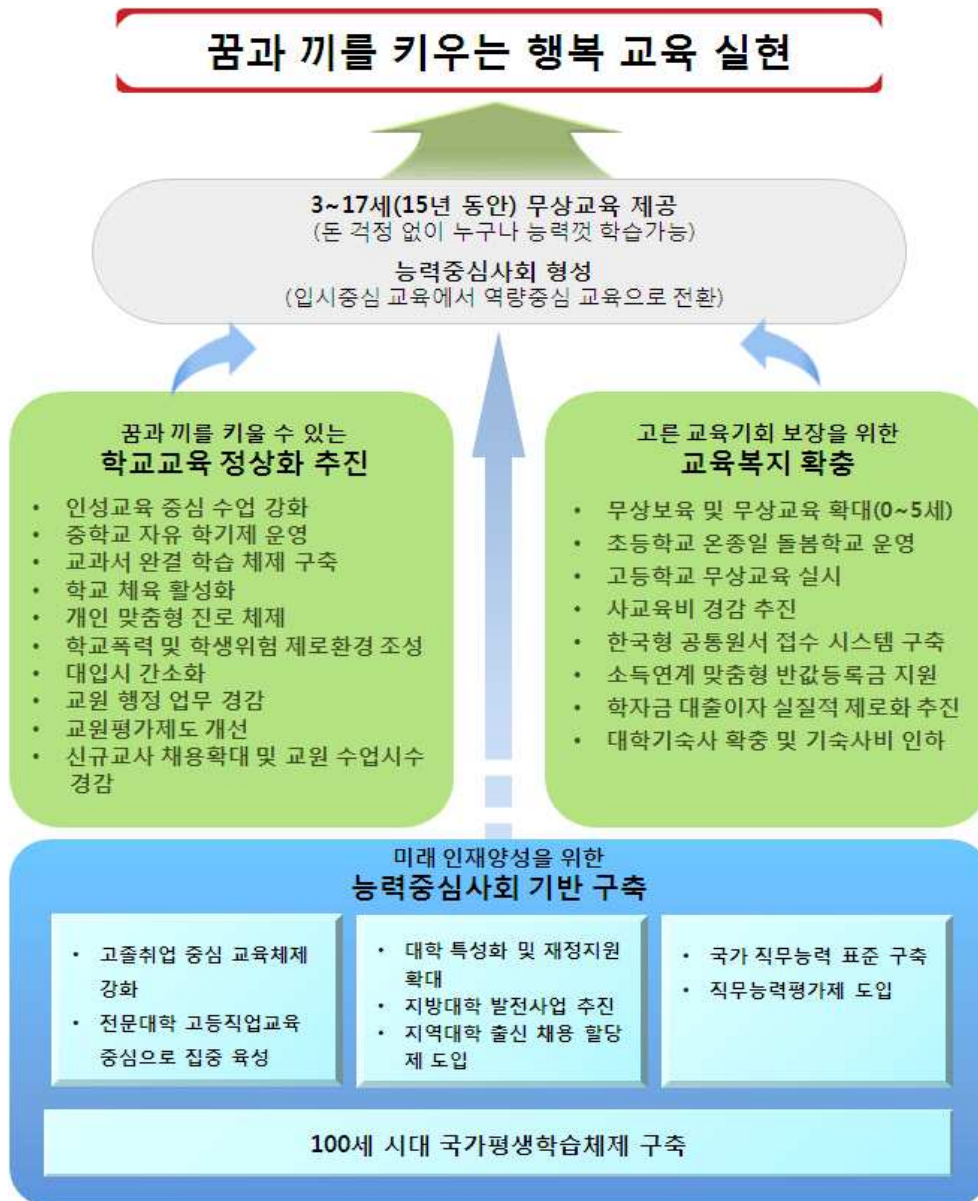 꿈과 끼를 키우는 행복 교육 실현
3~17세(15년 동안) 무상교육 제공
(돈 걱정 없이 누구나 능력껏 학습가능)
능력중심사회 형성
(입시중심 교육에서 역량중심 교육으로 전환)
꿈과 끼를 키울 수 있는
학교교육 정상화 추진
• 인성교육 중심 수업 강화
• 중학교 자유 학기제 운영
• 교과서 완결 학습 체제 구축
• 학교 체육 활성화
• 개인 맞춤형 진로 체제
• 학교폭력 및 학생위험 제로환경 조성
• 대입시 간소화
• 교원 행정 업무 경감
• 교원평가제도 개선
• 신규교사 채용확대 및 교원 수업시수
경감
고른 교육기회 보장을 위한
교육복지 확충
• 무상보육 및 무상교육 확대(0~5세)
• 초등학교 온종일 돌봄학교 운영
• 고등학교 무상교육 실시
• 사교육비 경감 추진
• 한국형 공통원서 접수 시스템 구축
• 소득연계 맞춤형 반값등록금 지원
• 학자금 대출이자 실질적 제로화 추진
• 대학기숙사 확충 및 기숙사비 인하
미래 인재양성을 위한
능력중심사회 기반 구축
• 고졸취업 중심 교육체제
강화
• 전문대학 고등직업교육
중심으로 집중 육성
• 대학 특성화 및 재정지원
확대
• 지방대학 발전사업 추진
• 지역대학 출신 채용 할당
제 도입
• 국가 직무능력 표준 구축
• 직무능력평가제 도입
100세 시대 국가평생학습체제 구축